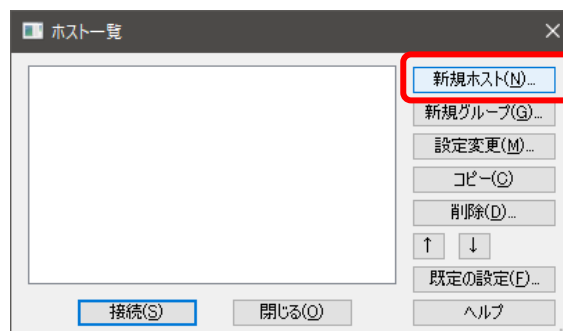 ホスト一覧
新規ホスト(N)...
新規グループ(G)...
設定変更(M)...
コピー(C)
削除(D)...
↑ ↓
既定の設定(F)...
接続(S) 閉じる(O) ヘルプ